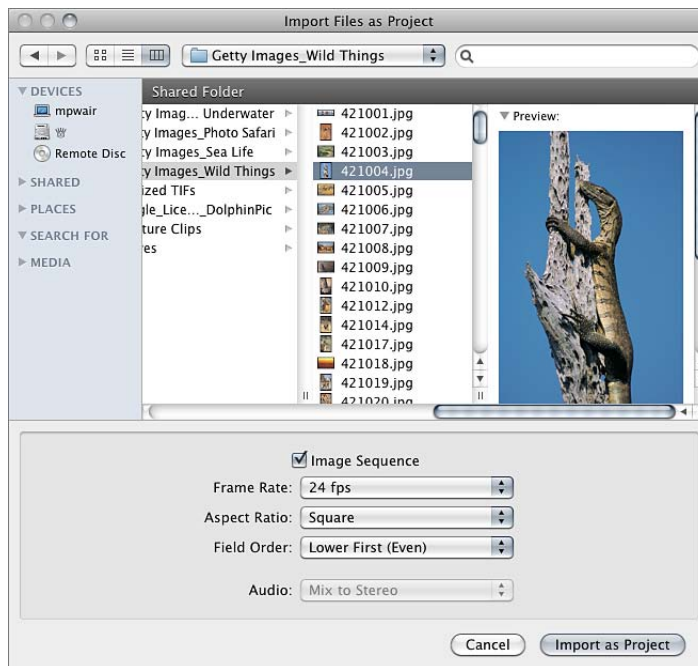 Import Files as Project
Getty Images_Wild Things
DEVICES
mpwair
Remote Disc
SHARED
PLACES
SEARCH FOR
MEDIA
Shared Folder
ty Imag... Underwater
ty Images_Photo Safari
ty Images_Sea Life
ty Images_Wild Things
ized TIFs
gle_Lice..._DolphinPic
ture Clips
res
421001.jpg
421002.jpg
421003.jpg
421004.jpg
421005.jpg
421006.jpg
421007.jpg
421008.jpg
421009.jpg
421010.jpg
421012.jpg
421014.jpg
421017.jpg
421018.jpg
421019.jpg
421020.jpg
Preview:
Image Sequence
Frame Rate: 24 fps
Aspect Ratio: Square
Field Order: Lower First (Even)
Audio: Mix to Stereo
Cancel
Import as Project